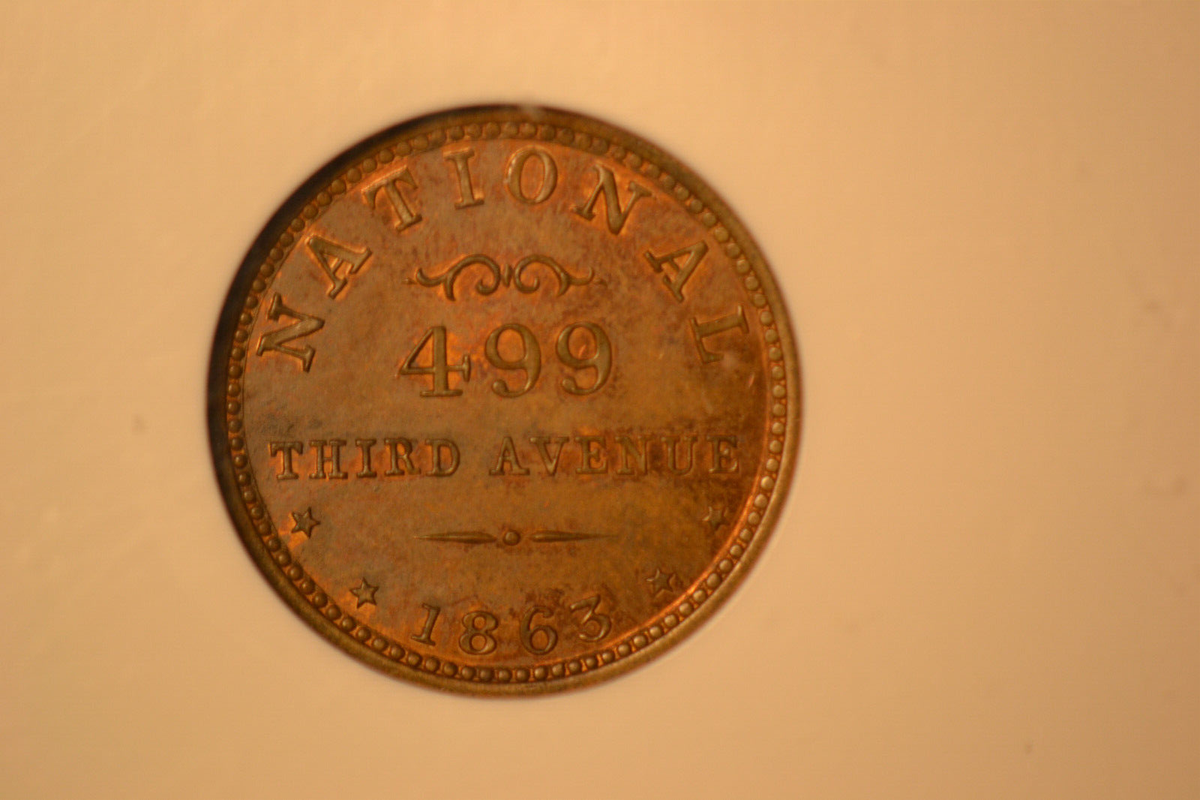 NATIONAL
499
THIRD AVENUE
1863